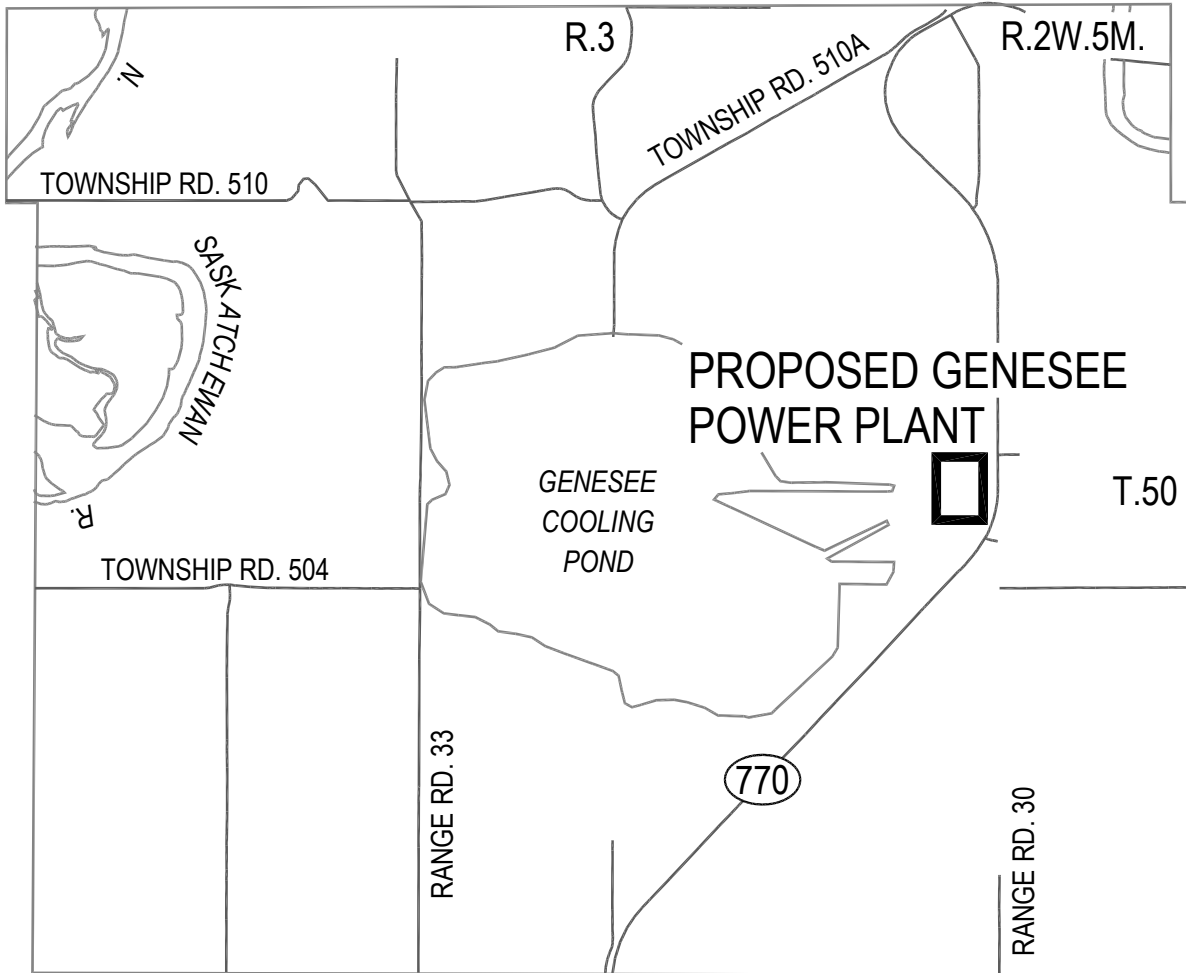 R.3
R.2W.5M.
TOWNSHIP RD. 510A
N.
TOWNSHIP RD. 510
SASKATCHEWAN
R.
PROPOSED GENESEE
POWER PLANT
GENESEE
COOLING
POND
T.50
TOWNSHIP RD. 504
RANGE RD. 33
770
RANGE RD. 30